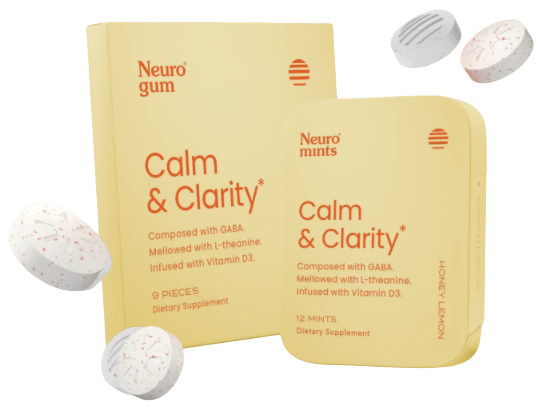 Neuro®
gum
Calm
& Clarity*
Composed with GABA.
Mellowed with L-theanine.
Infused with Vitamin D3.
9 PIECES
Dietary Supplement
Neuro®
mints
Calm
& Clarity*
Composed with GABA.
Mellowed with L-theanine.
Infused with Vitamin D3.
12 MINTS
Dietary Supplement
HONEY LEMON